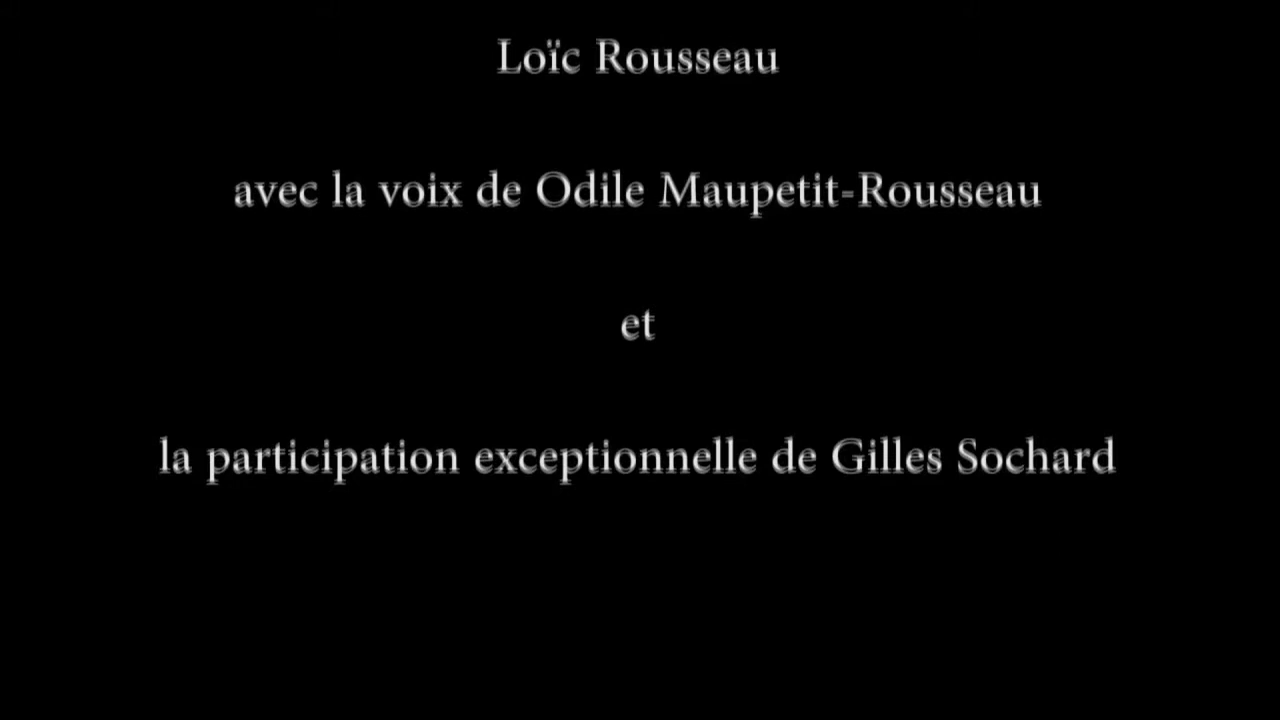 Loïc Rousseau
avec la voix de Odile Maupetit-Rousseau
et
la participation exceptionnelle de Gilles Sochard